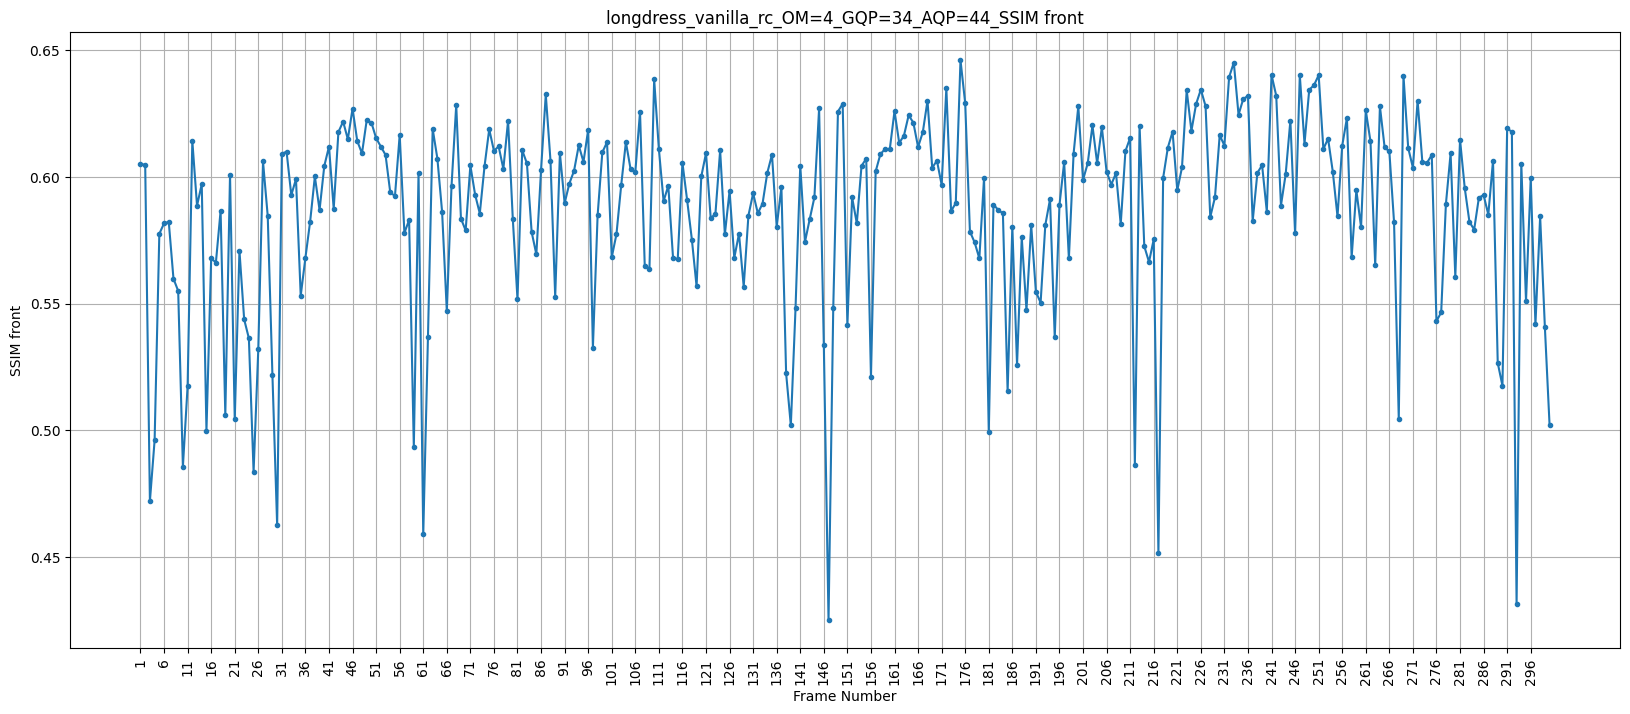 longdress_vanilla_rc_OM=4_GQP=34_AQP=44_SSIM front
SSIM front
0.65
0.60
0.55
0.50
0.45
1 6 11 16 21 26 31 36 41 46 51 56 61 66 71 76 81 86 91 96 101 106 111 116 121 126 131 136 141 146 151 156 161 166 171 176 181 186 191 196 201 206 211 216 221 226 231 236 241 246 251 256 261 266 271 276 281 286 291 296
Frame Number